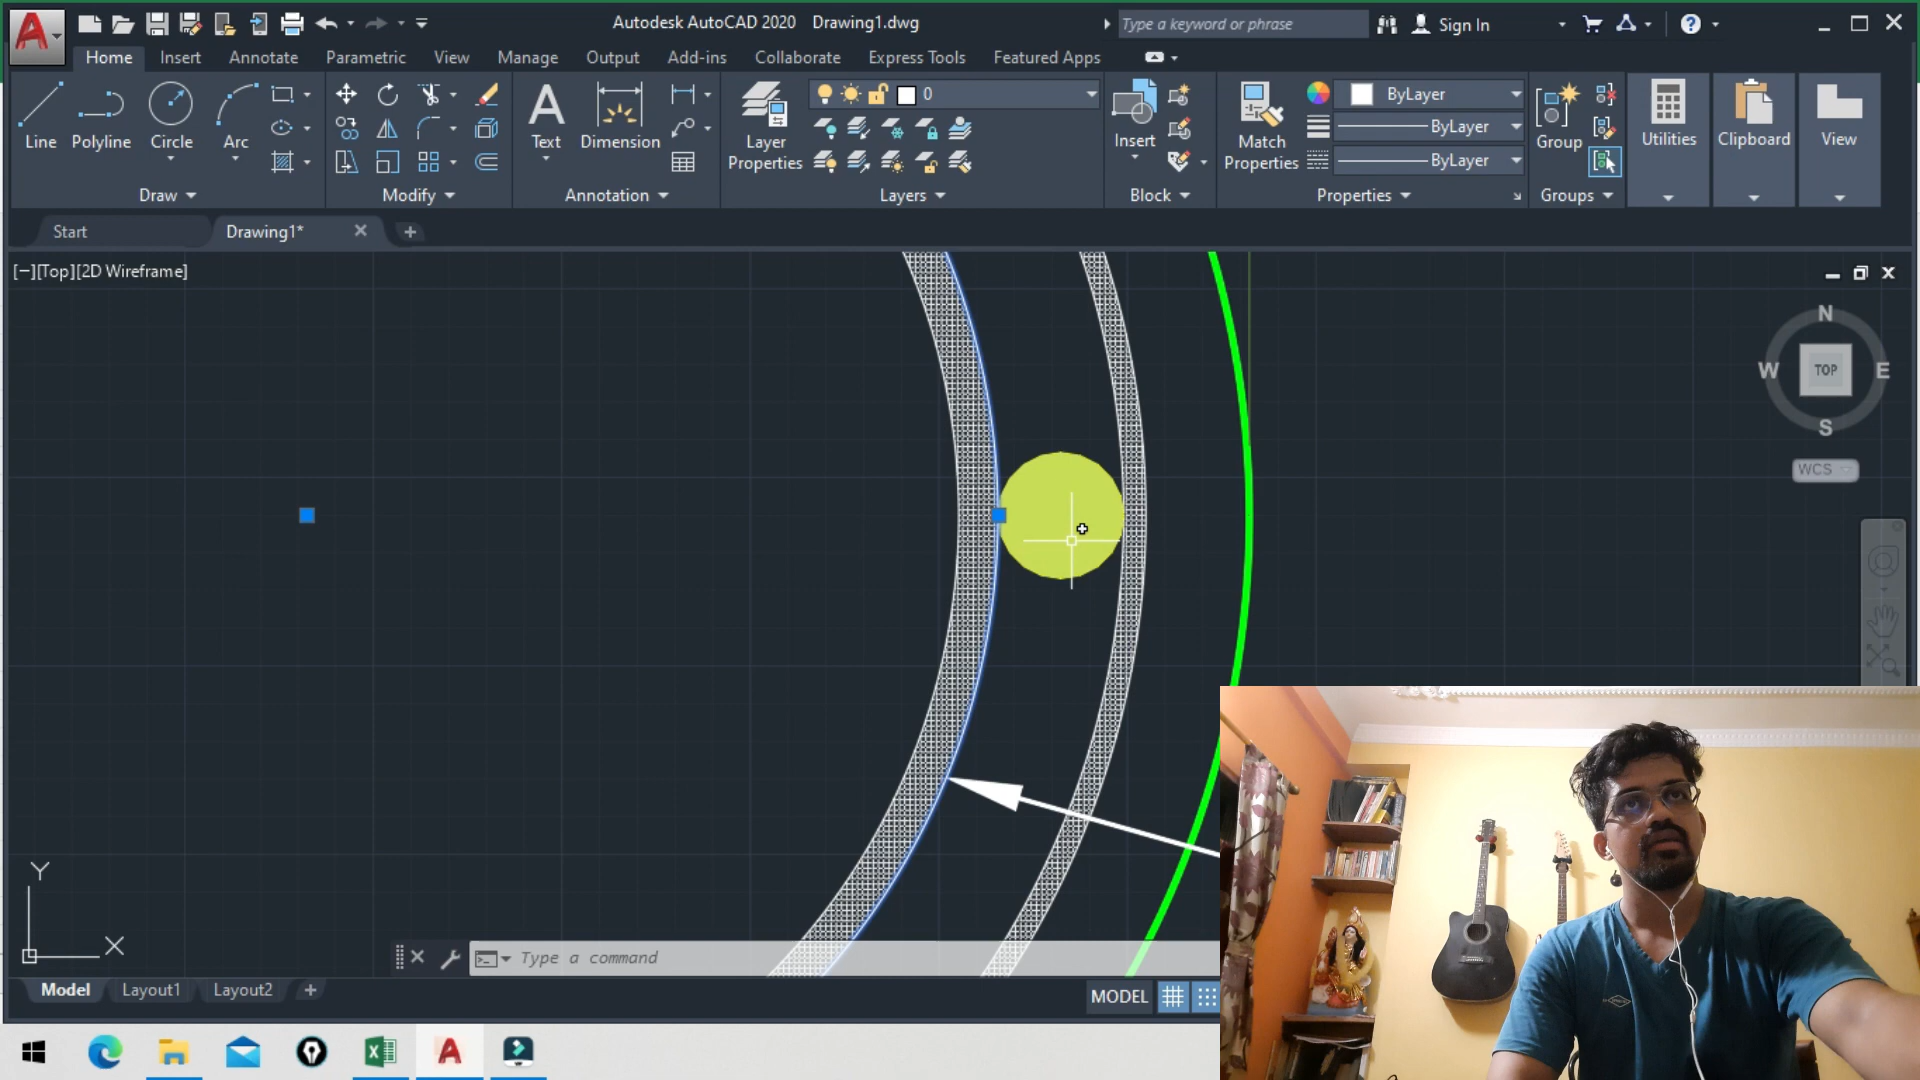 Autodesk AutoCAD 2020 Drawing1.dwg
Type a keyword or phrase
Sign In
Home Insert Annotate Parametric View Manage Output Add-ins Collaborate Express Tools Featured Apps
0
ByLayer
ByLayer
ByLayer
Line Polyline Circle Arc
Text Dimension
Layer Properties
Insert
Match Properties
Group
Utilities Clipboard View
Draw Modify Annotation Layers Block Properties Groups
Start Drawing1*
[−][Top][2D Wireframe]
N
W TOP E
S
WCS
Y
X
Type a command
Model Layout1 Layout2
MODEL